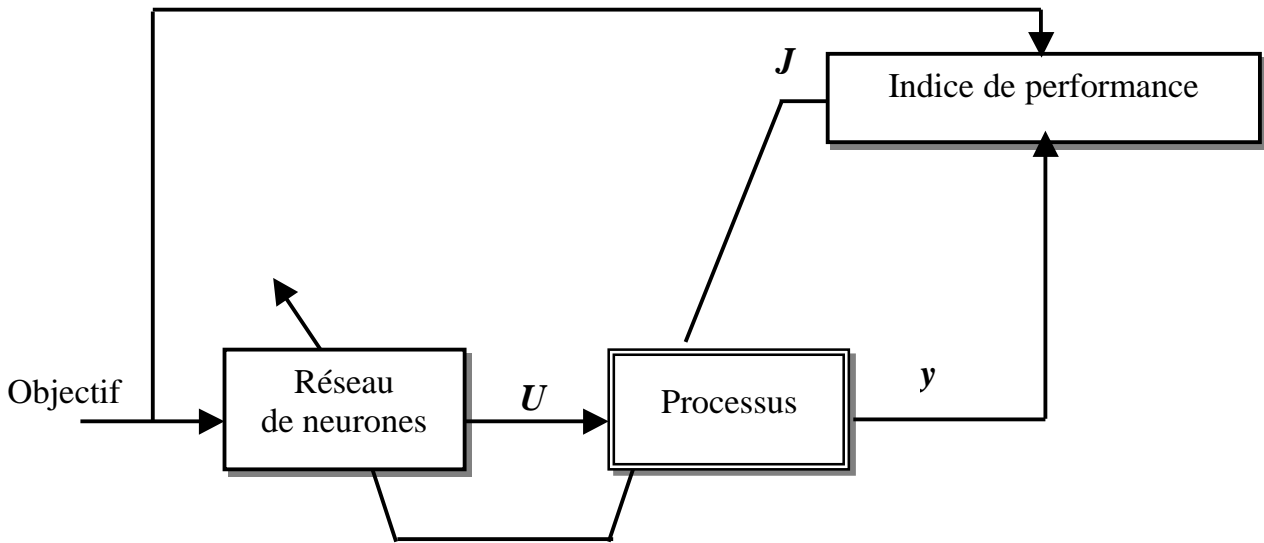 J
Indice de performance
Objectif
Réseau
de neurones
U
Processus
y